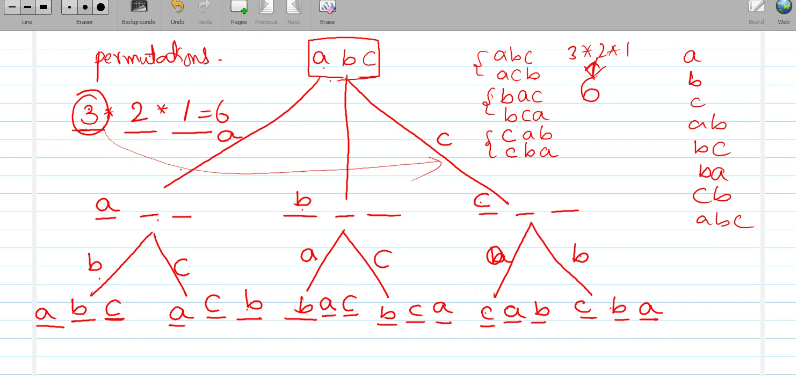 Line
Eraser
Backgrounds
Undo
Redo
Pages
Previous
Next
Erase
Board
Web
permutations.
a b c
3 * 2 * 1 = 6
{ abc
{ acb
{ bac
{ bca
{ cab
{ cba
3 * 2 * 1
6
a
b
c
ab
bc
ba
cb
abc
a
c
a _ _
b _ _
c _ _
b
c
a
c
a
b
a b c
a c b
b a c
b c a
c a b
c b a